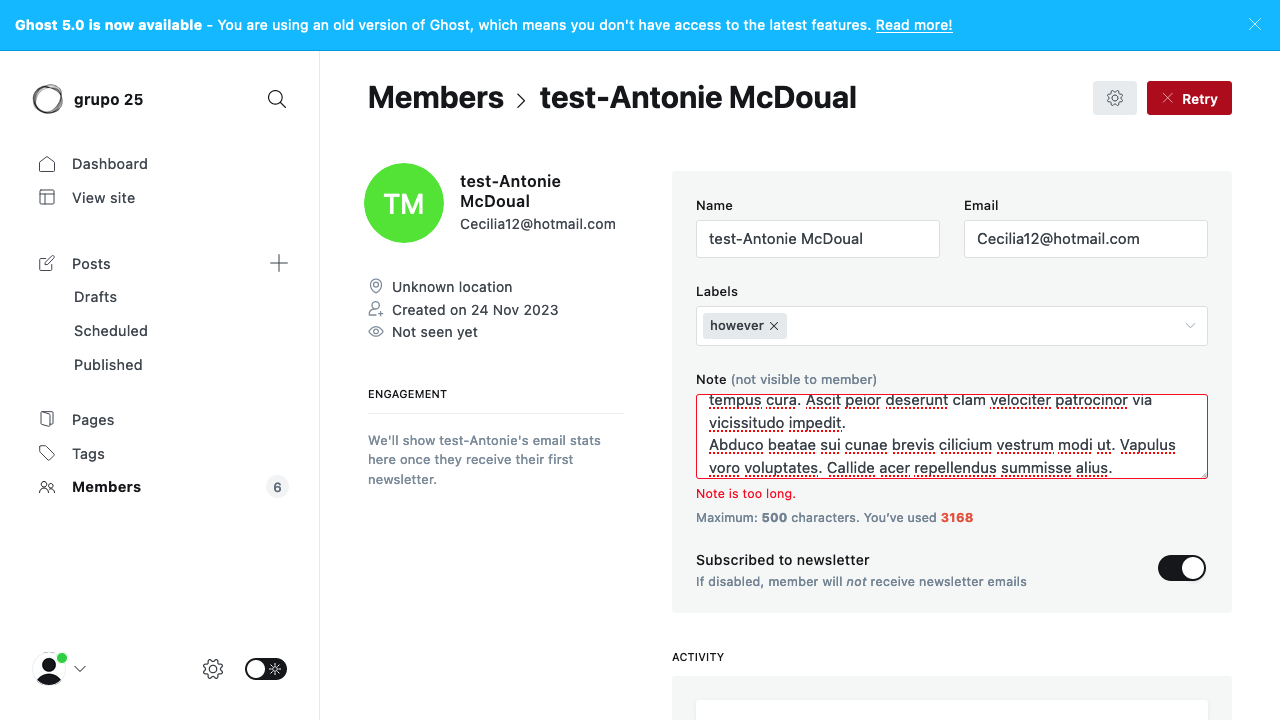 Ghost 5.0 is now available - You are using an old version of Ghost, which means you don't have access to the latest features. Read more!
grupo 25
Dashboard
View site
Posts
Drafts
Scheduled
Published
Pages
Tags
Members 6
Members › test-Antonie McDoual
Retry
TM
test-Antonie
McDoual
Cecilia12@hotmail.com
Unknown location
Created on 24 Nov 2023
Not seen yet
ENGAGEMENT
We'll show test-Antonie's email stats
here once they receive their first
newsletter.
Name
test-Antonie McDoual
Email
Cecilia12@hotmail.com
Labels
however
Note (not visible to member)
tempus cura. Ascit peior deserunt clam velociter patrocinor via
vicissitudo impedit.
Abduco beatae sui cunae brevis cilicium vestrum modi ut. Vapulus
voro voluptates. Callide acer repellendus summisse alius.
Note is too long.
Maximum: 500 characters. You've used 3168
Subscribed to newsletter
If disabled, member will not receive newsletter emails
ACTIVITY